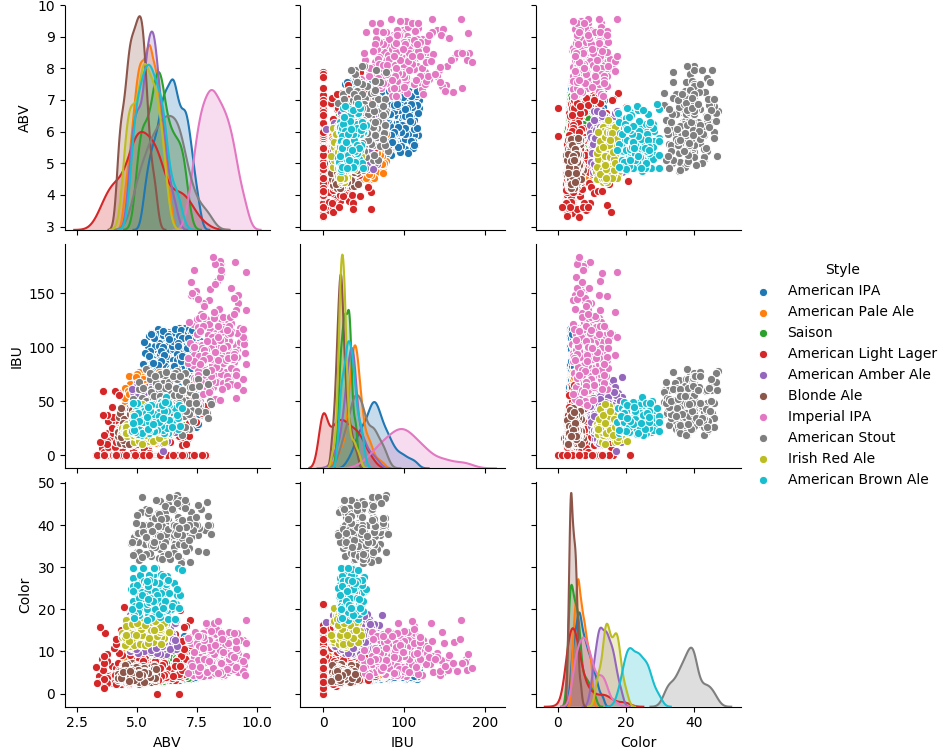 10
9
8
7
6
5
4
3
ABV
150
100
50
0
IBU
Style
American IPA
American Pale Ale
Saison
American Light Lager
American Amber Ale
Blonde Ale
Imperial IPA
American Stout
Irish Red Ale
American Brown Ale
50
40
30
20
10
0
Color
2.5 5.0 7.5 10.0
0 100 200
0 20 40
ABV
IBU
Color